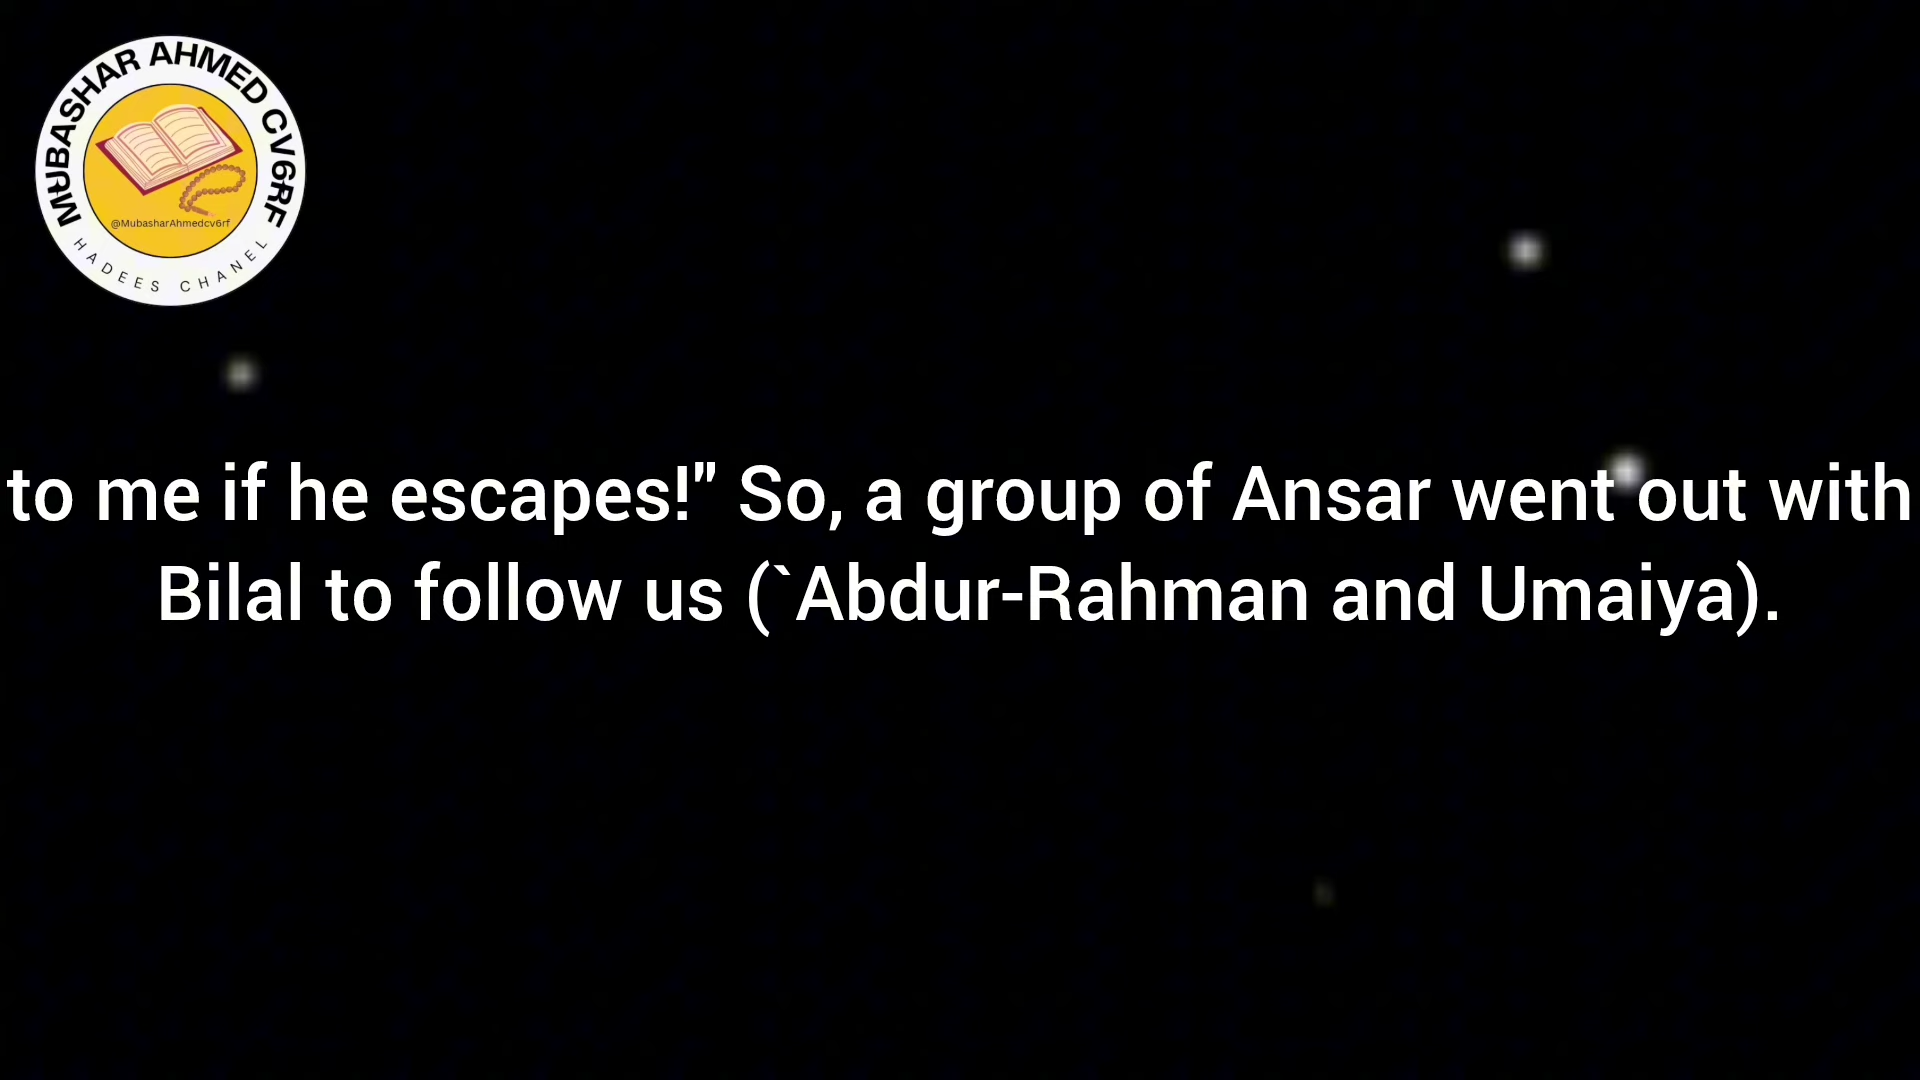 MUBASHAR AHMED CV6RF
@MubasharAhmedcv6rf
HADEES CHANEL
to me if he escapes!" So, a group of Ansar went out with
Bilal to follow us (`Abdur-Rahman and Umaiya).